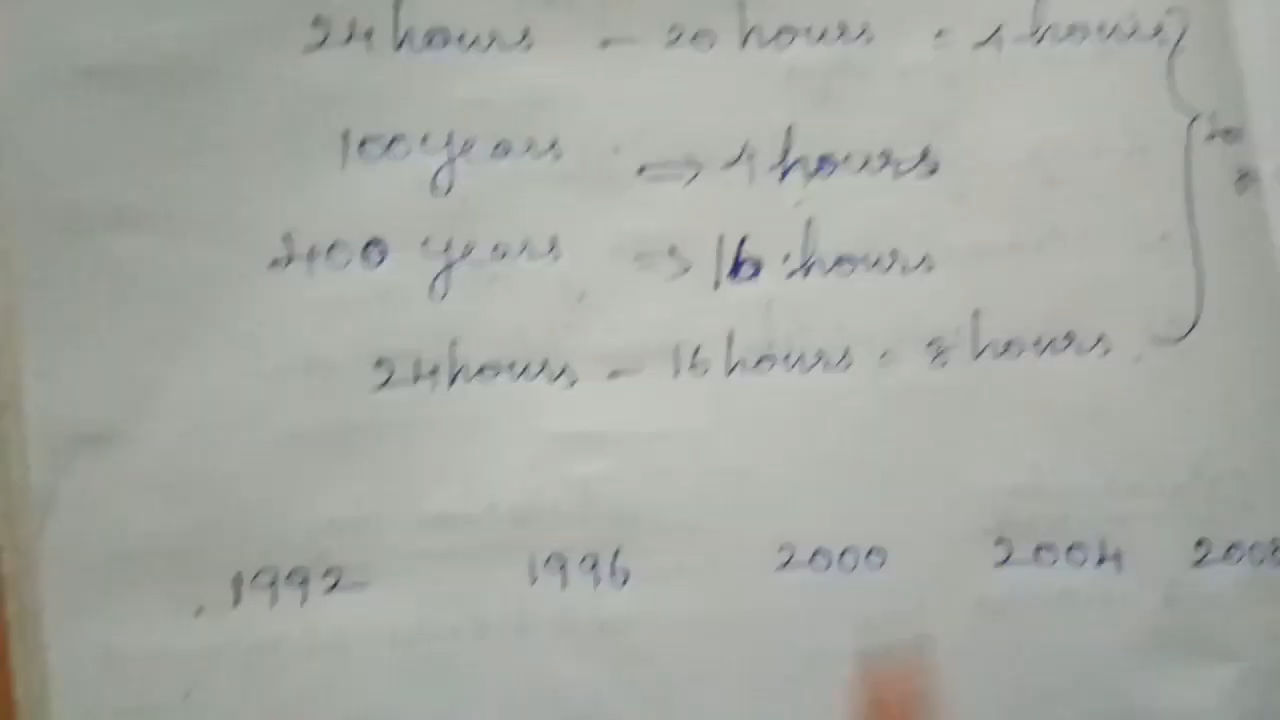 24 hours - 20 hours = 4 hours
100 years ⇒ 4 hours
400 years ⇒ 16 hours
24 hours - 16 hours = 8 hours
1992 1996 2000 2004 2008